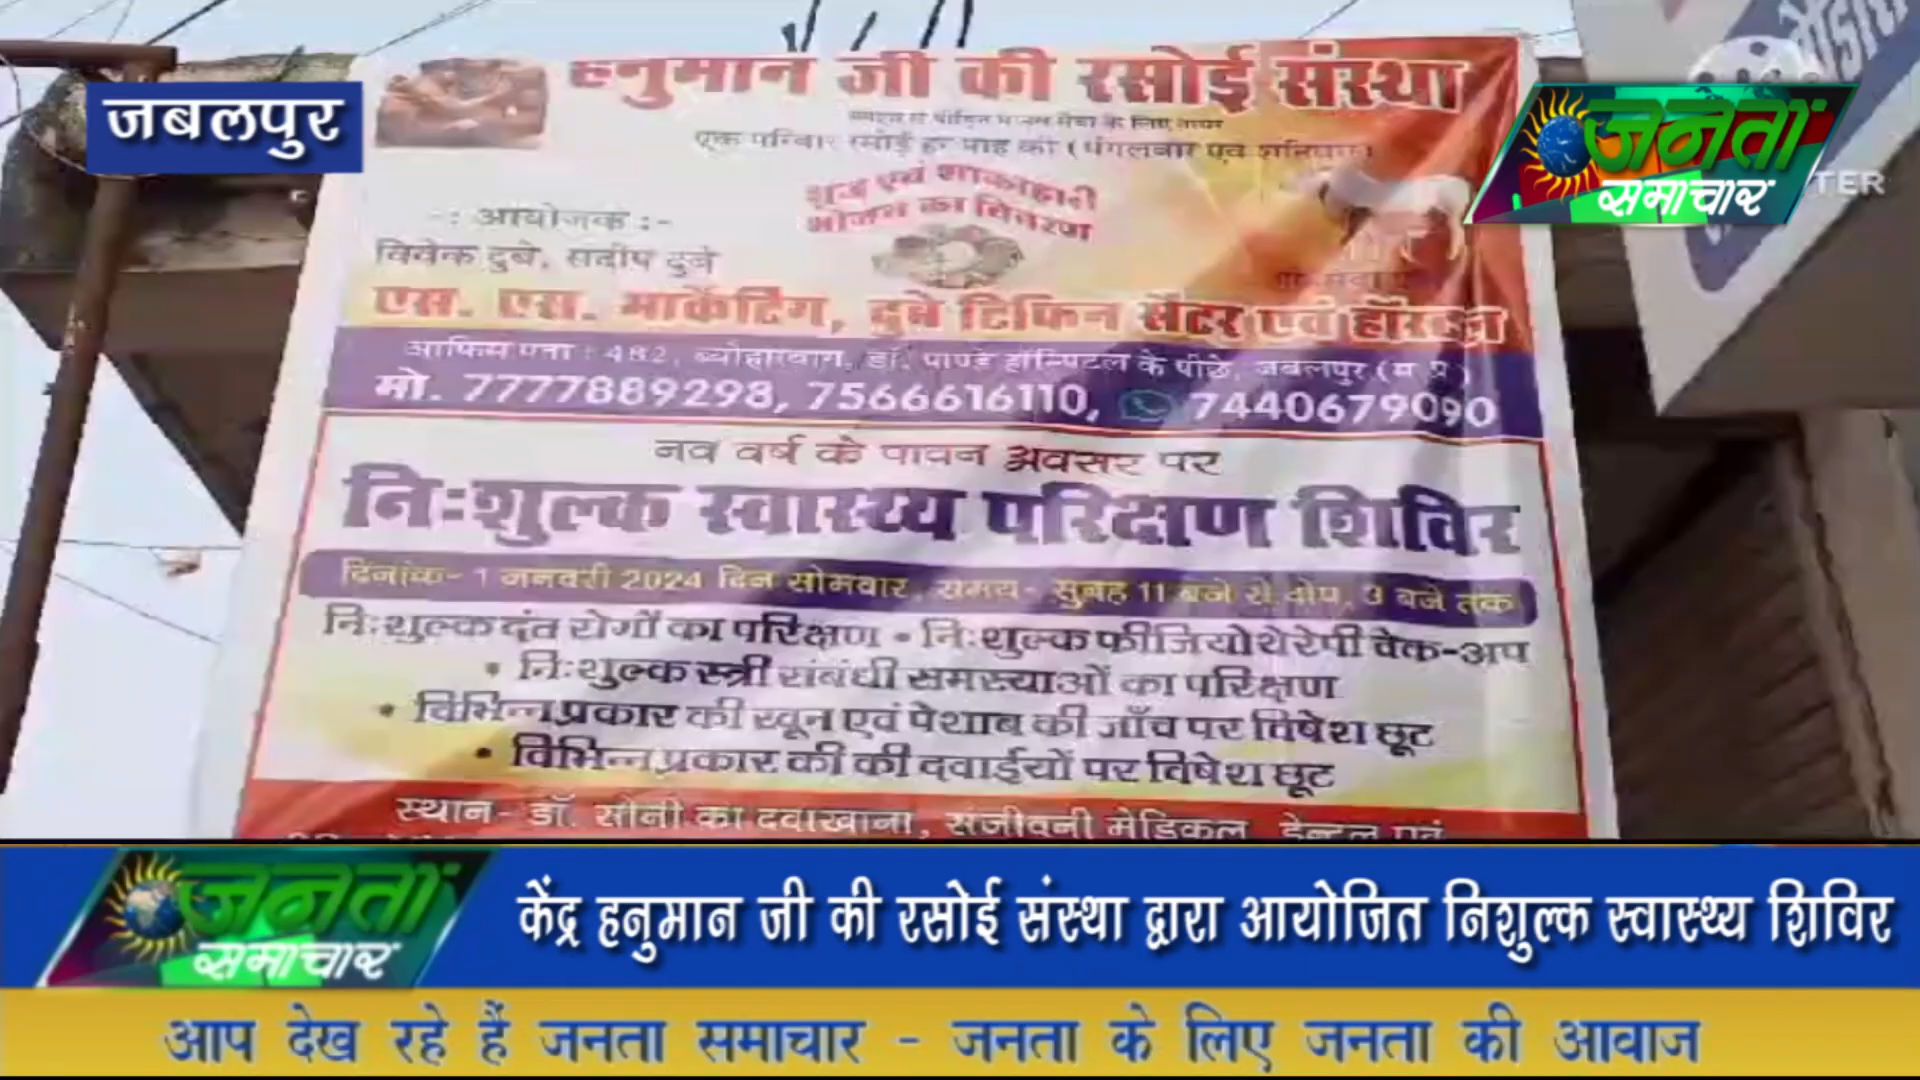 जबलपुर
हनुमान जी की रसोई संस्था
जनता
समाचार
TER
एक परिवार रसोई हर माह की (मंगलवार एवं शनिवार)
शुद्ध एवं शाकाहारी
भोजन का वितरण
-: आयोजक :-
विवेक दुबे, संदीप दुबे
एस. एस. मार्केटिंग, दुबे टिफिन सेंटर एवं हॉस्टल
आफिस पता : 482, ब्योहारबाग, डॉ. पाण्डे हॉस्पिटल के पीछे, जबलपुर (म.प्र.)
मो. 7777889298, 7566616110, 7440679090
नव वर्ष के पावन अवसर पर
निःशुल्क स्वास्थ्य परिक्षण शिविर
दिनांक- 1 जनवरी 2024 दिन सोमवार, समय- सुबह 11 बजे से दोप. 3 बजे तक
निःशुल्क दंत रोगों का परिक्षण • निःशुल्क फीजियोथेरेपी चेक-अप
• निःशुल्क स्त्री संबंधी समस्याओं का परिक्षण
• विभिन्न प्रकार की खून एवं पेशाब की जाँच पर विषेश छूट
• विभिन्न प्रकार की की दवाईयों पर विषेश छूट
स्थान- डॉ. सोनी का दवाखाना, संजीवनी मेडिकल, डेन्टल एवं
जनता
समाचार
केंद्र हनुमान जी की रसोई संस्था द्वारा आयोजित निशुल्क स्वास्थ्य शिविर
आप देख रहे हैं जनता समाचार - जनता के लिए जनता की आवाज